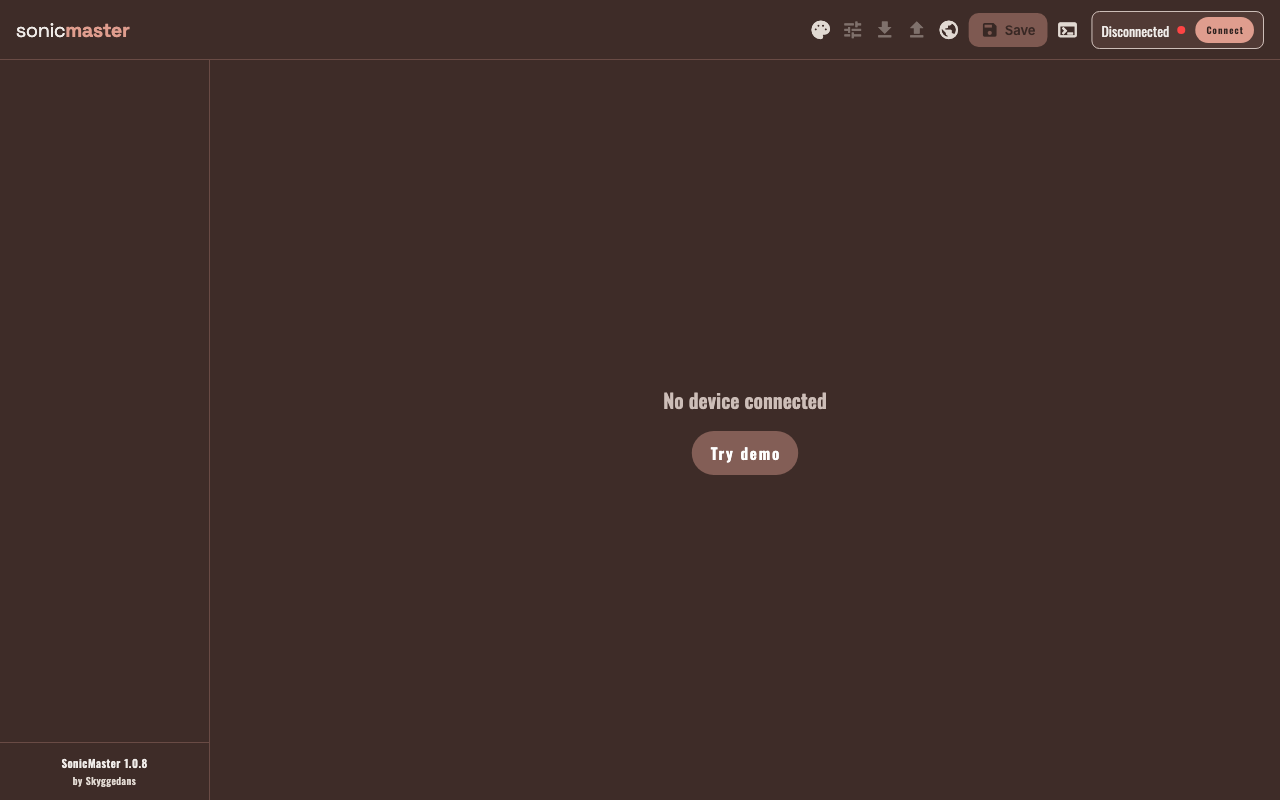 sonicmaster
Save
Disconnected
Connect
No device connected
Try demo
SonicMaster 1.0.8
by Skyggedans